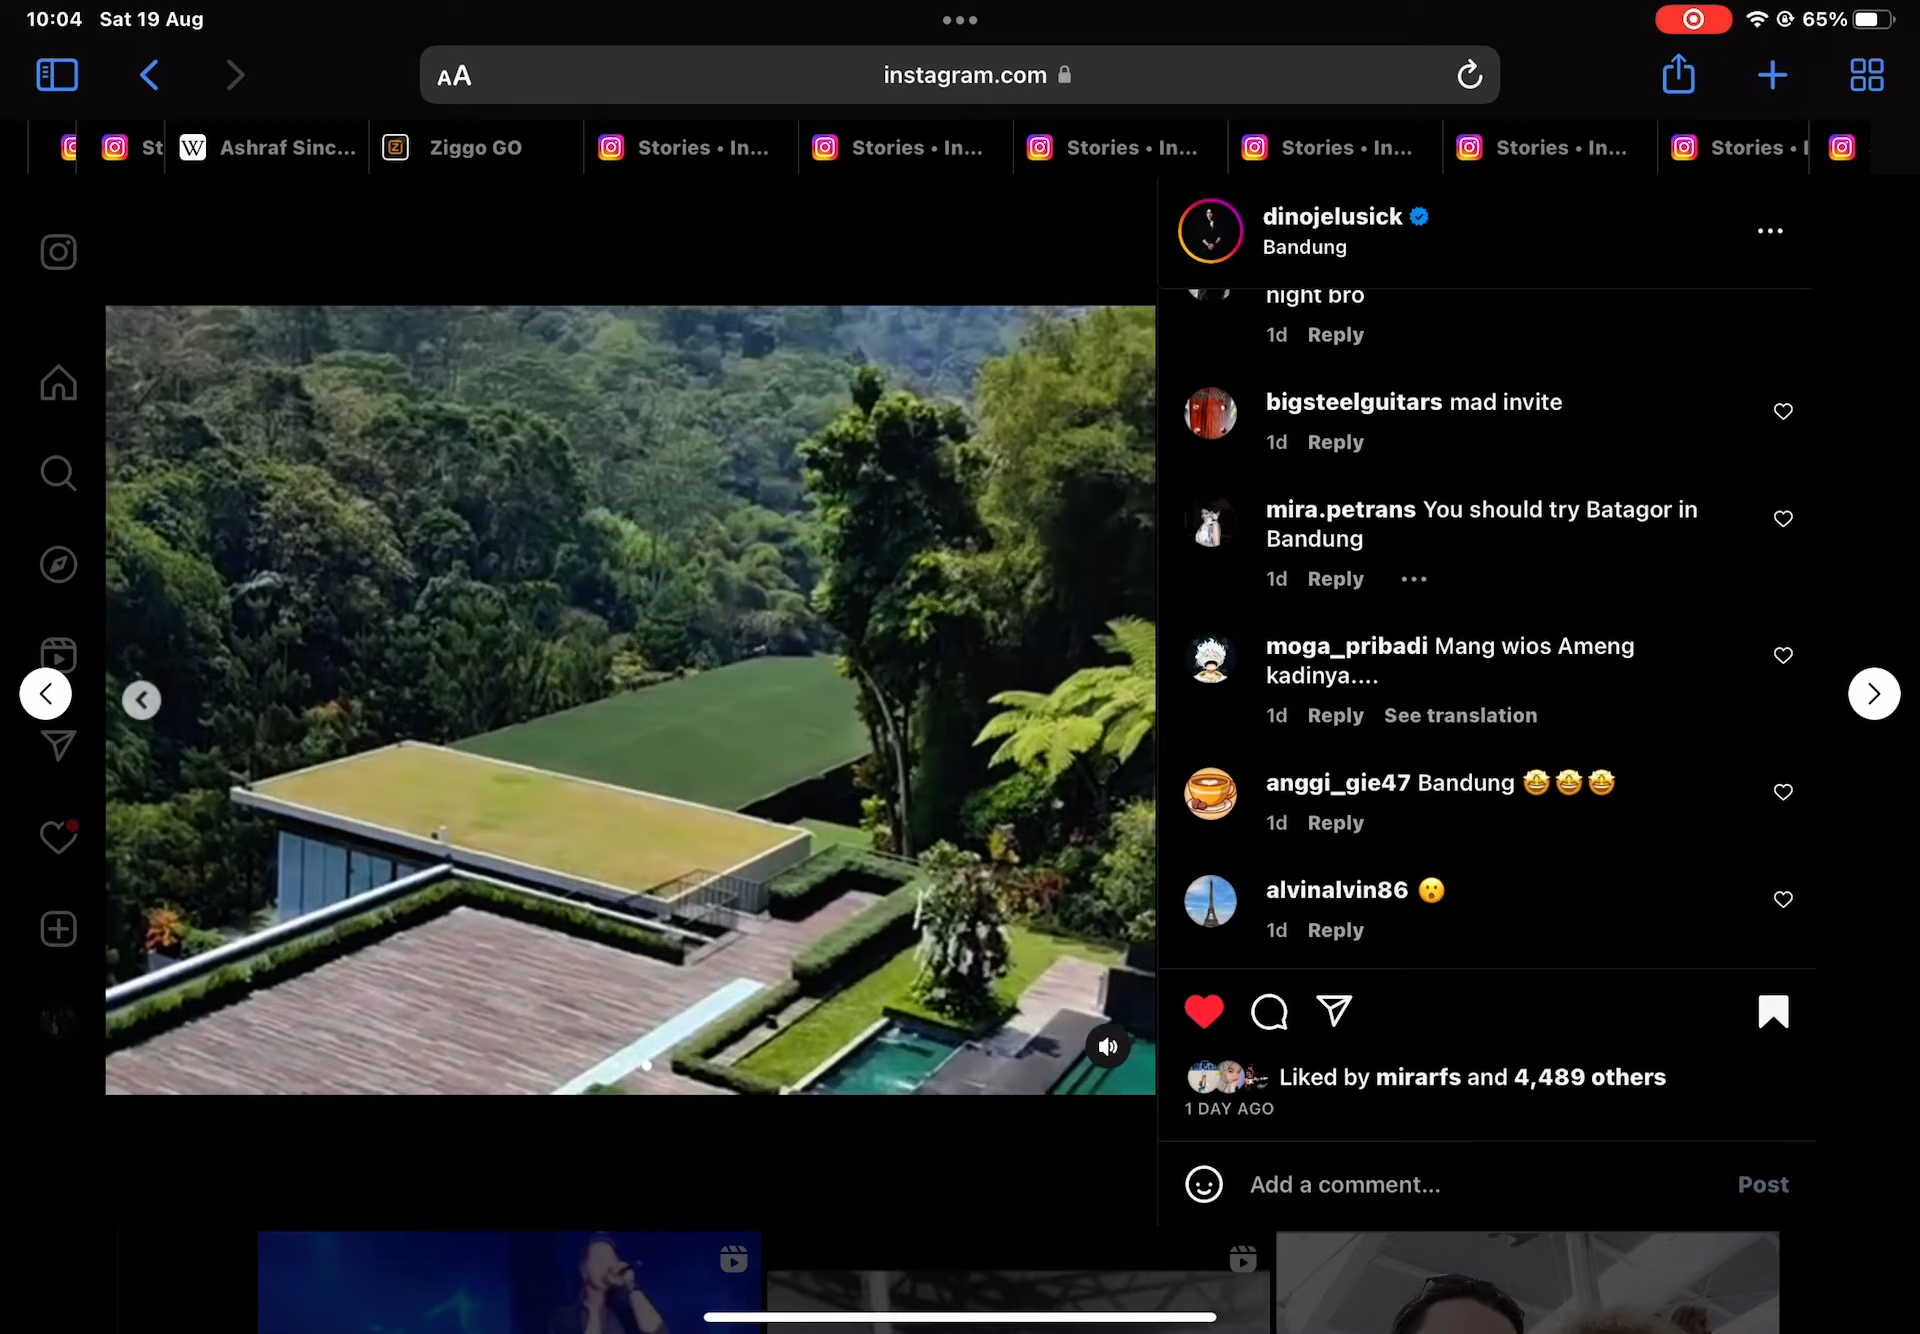 10:04 Sat 19 Aug
65%
AA instagram.com
St
Ashraf Sinc...
Ziggo GO
Stories • In...
Stories • In...
Stories • In...
Stories • In...
Stories • In...
Stories • I
dinojelusick
Bandung
night bro
1d Reply
bigsteelguitars mad invite
1d Reply
mira.petrans You should try Batagor in
Bandung
1d Reply
moga_pribadi Mang wios Ameng
kadinya....
1d Reply See translation
anggi_gie47 Bandung 🤩🤩🤩
1d Reply
alvinalvin86 😮
1d Reply
Liked by mirarfs and 4,489 others
1 DAY AGO
Add a comment...
Post